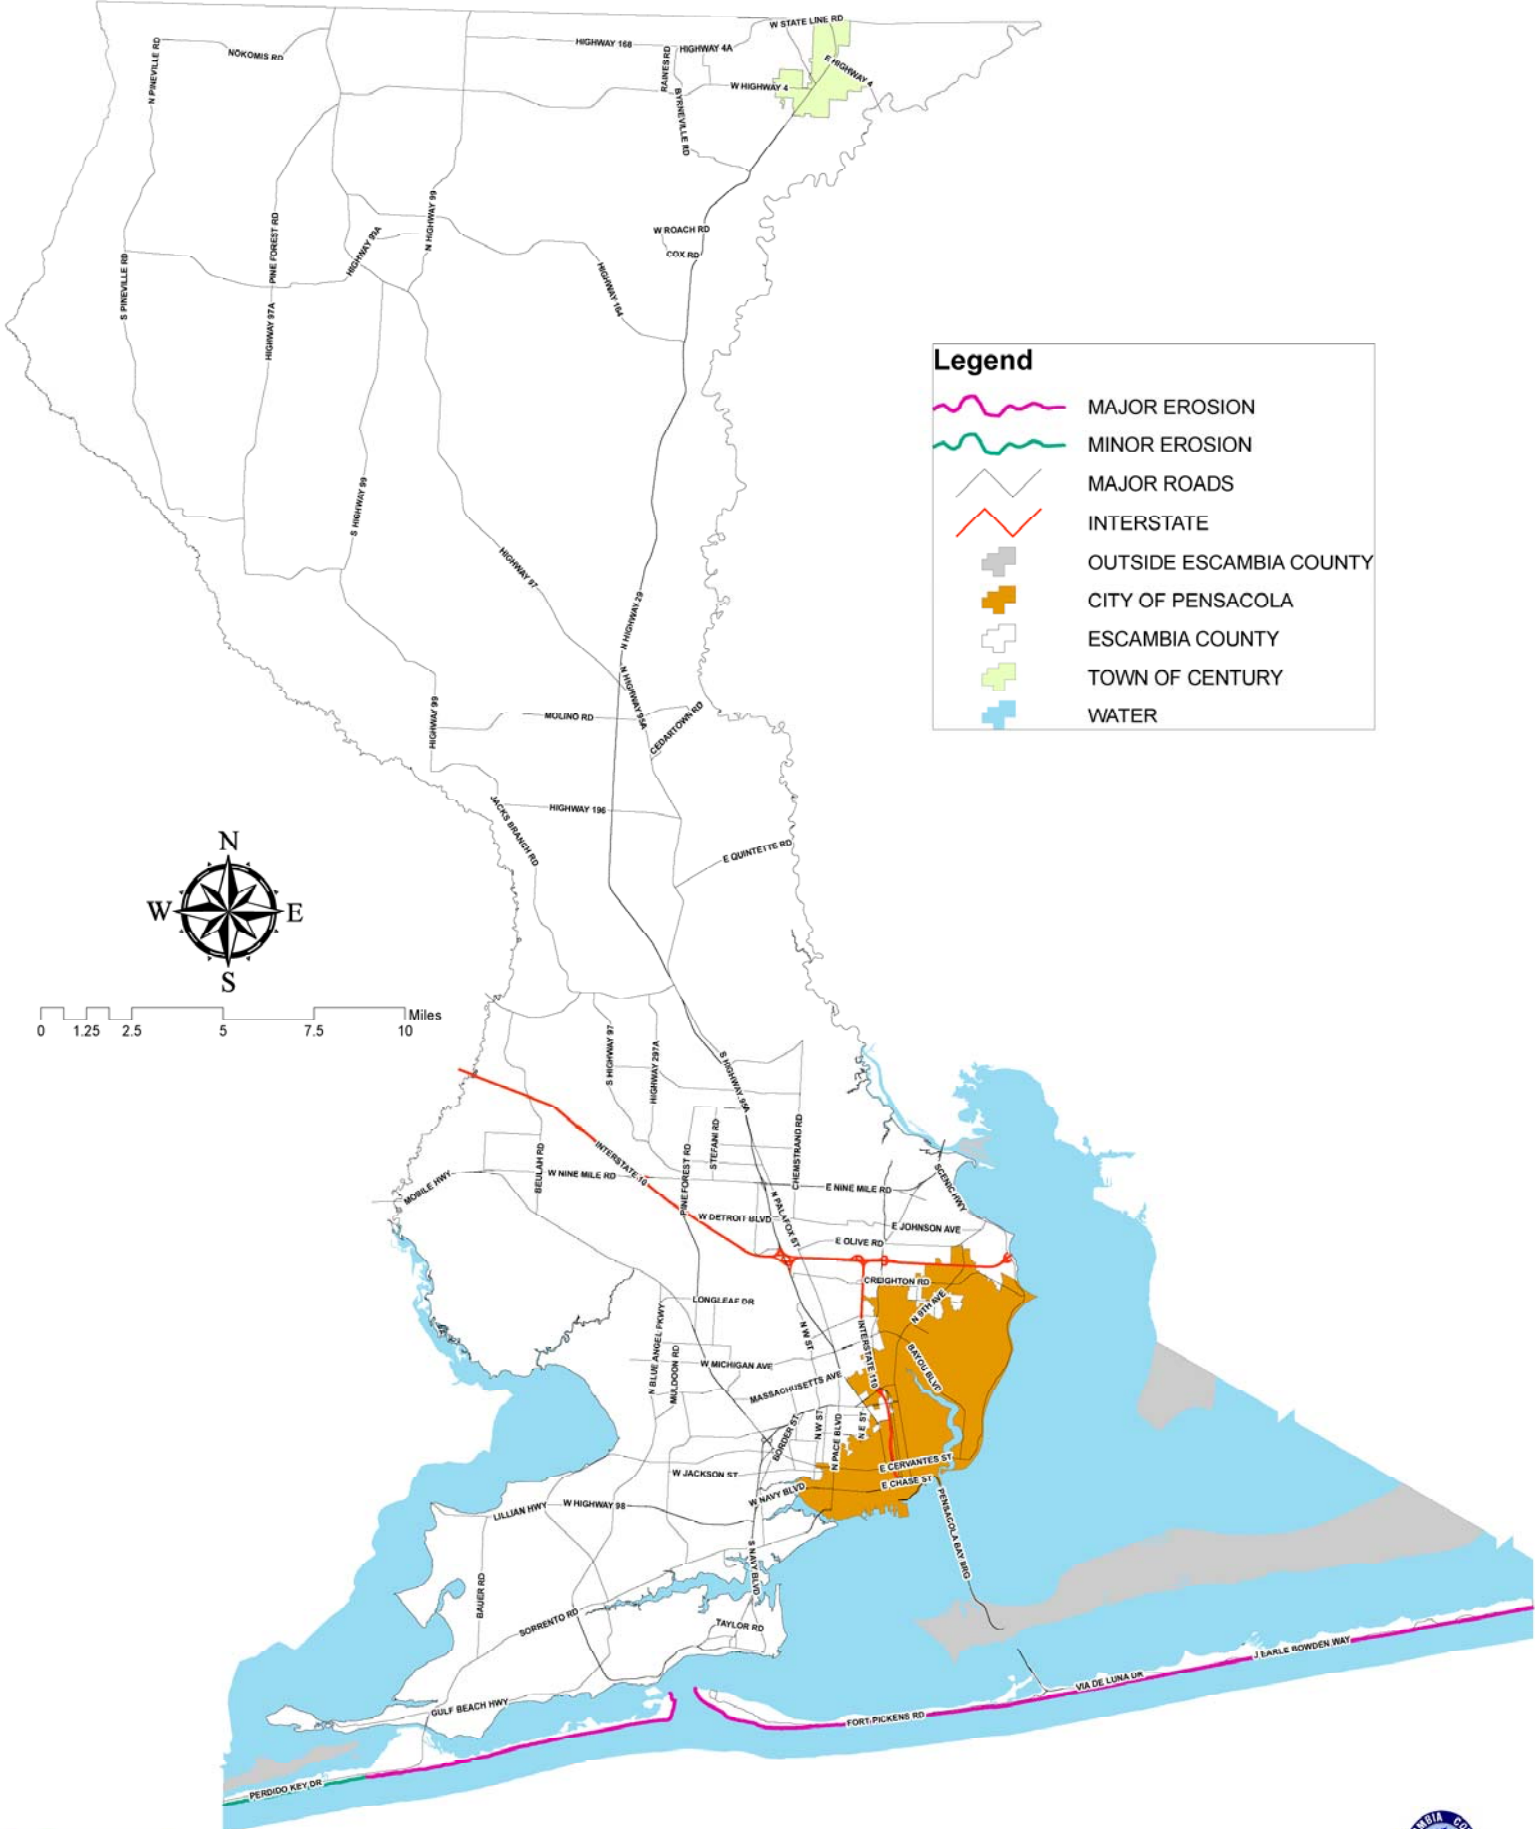 W STATE LINE RD
N PINEVILLE RD
NOKOMIS RD
HIGHWAY 168
RAINES RD
HIGHWAY 4A
E HIGHWAY 4
W HIGHWAY 4
BYRNEVILLE RD
N HIGHWAY 99
PINE FOREST RD
HIGHWAY 99A
W ROACH RD
COX RD
S PINEVILLE RD
HIGHWAY 97A
HIGHWAY 164
Legend
MAJOR EROSION
MINOR EROSION
MAJOR ROADS
INTERSTATE
OUTSIDE ESCAMBIA COUNTY
CITY OF PENSACOLA
ESCAMBIA COUNTY
TOWN OF CENTURY
WATER
S HIGHWAY 99
HIGHWAY 97
N HIGHWAY 29
N HIGHWAY 95A
HIGHWAY 99
MOLINO RD
CEDARTOWN RD
JACKS BRANCH RD
HIGHWAY 196
E QUINTETTE RD
N
W
E
S
0
1.25
2.5
5
7.5
10
Miles
S HIGHWAY 97
HIGHWAY 297A
S HIGHWAY 95A
BEULAH RD
INTERSTATE 10
W NINE MILE RD
PINE FOREST RD
STEFANI RD
CHEMSTRAND RD
E NINE MILE RD
SCENIC HWY
MOBILE HWY
W DETROIT BLVD
N PALAFOX ST
E JOHNSON AVE
E OLIVE RD
CREIGHTON RD
LONGLEAF DR
N 9TH AVE
N BLUE ANGEL PKWY
MULDOON RD
N W ST
INTERSTATE 110
BAYOU BLVD
W MICHIGAN AVE
MASSACHUSETTS AVE
BORDER ST
N W ST
N PACE BLVD
N E ST
W JACKSON ST
E CERVANTES ST
E CHASE ST
W NAVY BLVD
LILLIAN HWY
W HIGHWAY 98
PENSACOLA BAY BRG
S NAVY BLVD
BAUER RD
SORRENTO RD
TAYLOR RD
J EARLE BOWDEN WAY
VIA DE LUNA DR
GULF BEACH HWY
FORT PICKENS RD
PERDIDO KEY DR